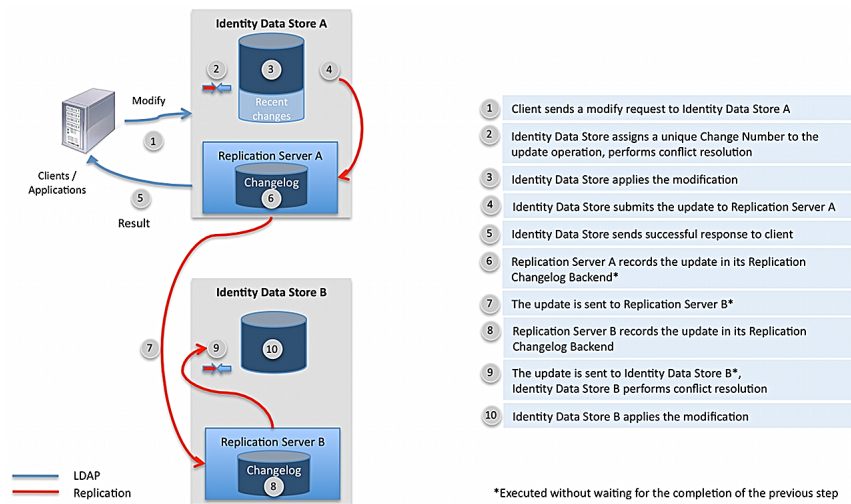 Identity Data Store A
2
3
4
Recent
changes
Modify
1
Replication Server A
Changelog
6
Clients /
Applications
5
Result
Identity Data Store B
7
9
10
Replication Server B
Changelog
8
LDAP
Replication
1 Client sends a modify request to Identity Data Store A
2 Identity Data Store assigns a unique Change Number to the
update operation, performs conflict resolution
3 Identity Data Store applies the modification
4 Identity Data Store submits the update to Replication Server A
5 Identity Data Store sends successful response to client
6 Replication Server A records the update in its Replication
Changelog Backend*
7 The update is sent to Replication Server B*
8 Replication Server B records the update in its Replication
Changelog Backend
9 The update is sent to Identity Data Store B*,
Identity Data Store B performs conflict resolution
10 Identity Data Store B applies the modification
*Executed without waiting for the completion of the previous step